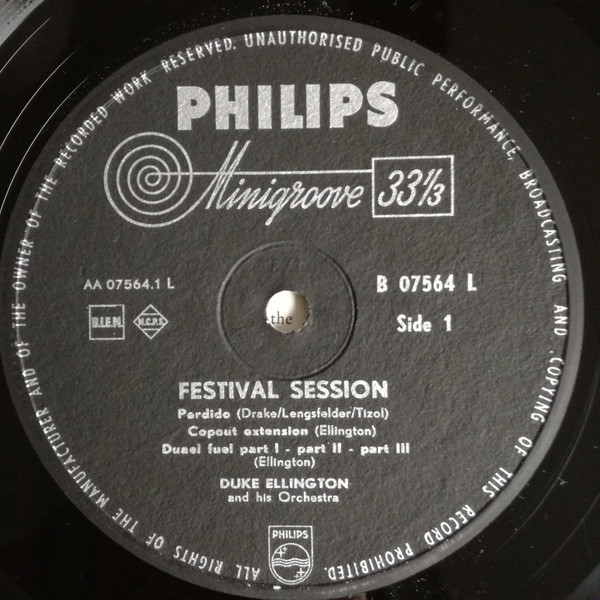 ALL RIGHTS OF THE MANUFACTURER AND OF THE OWNER OF THE RECORDED WORK RESERVED. UNAUTHORISED PUBLIC PERFORMANCE, BROADCASTING AND COPYING OF THIS RECORD PROHIBITED.
PHILIPS
Minigroove 33⅓
AA 07564.1 L
B 07564 L
B.I.E.M.
M.C.P.S.
Side 1
the
FESTIVAL SESSION
Perdido (Drake/Lengsfelder/Tizol)
Copout extension (Ellington)
Duael fuel part I - part II - part III
(Ellington)
DUKE ELLINGTON
and his Orchestra
PHILIPS